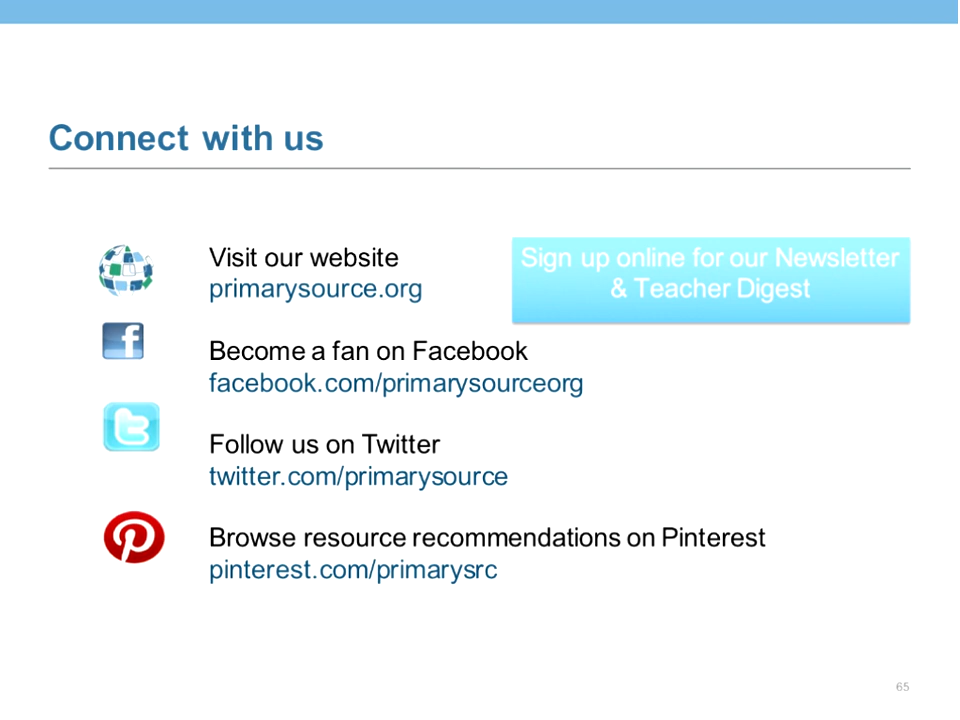 Connect with us
Visit our website
primarysource.org
Sign up online for our Newsletter
& Teacher Digest
Become a fan on Facebook
facebook.com/primarysourceorg
Follow us on Twitter
twitter.com/primarysource
Browse resource recommendations on Pinterest
pinterest.com/primarysrc
65